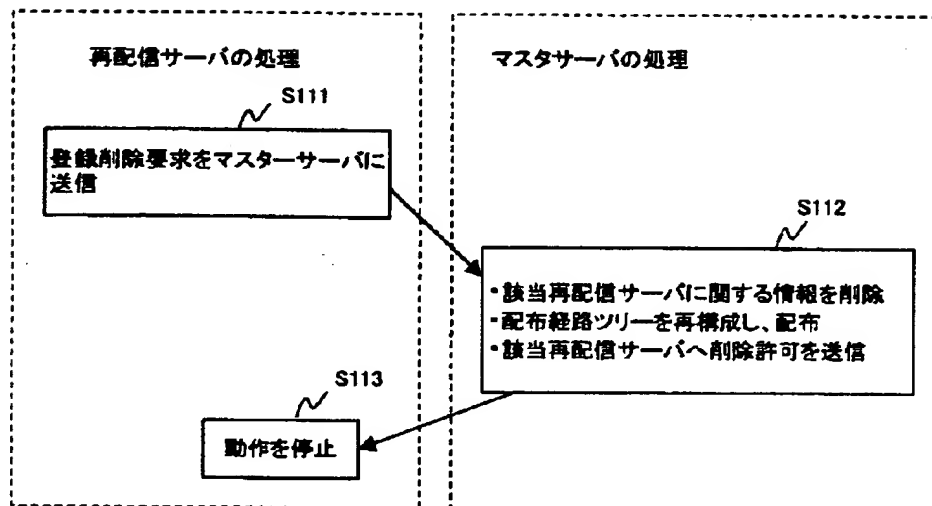 再配信サーバの処理
マスタサーバの処理
S111
登録削除要求をマスターサーバに
送信
S112
・該当再配信サーバに関する情報を削除
・配布経路ツリーを再構成し、配布
・該当再配信サーバへ削除許可を送信
S113
動作を停止